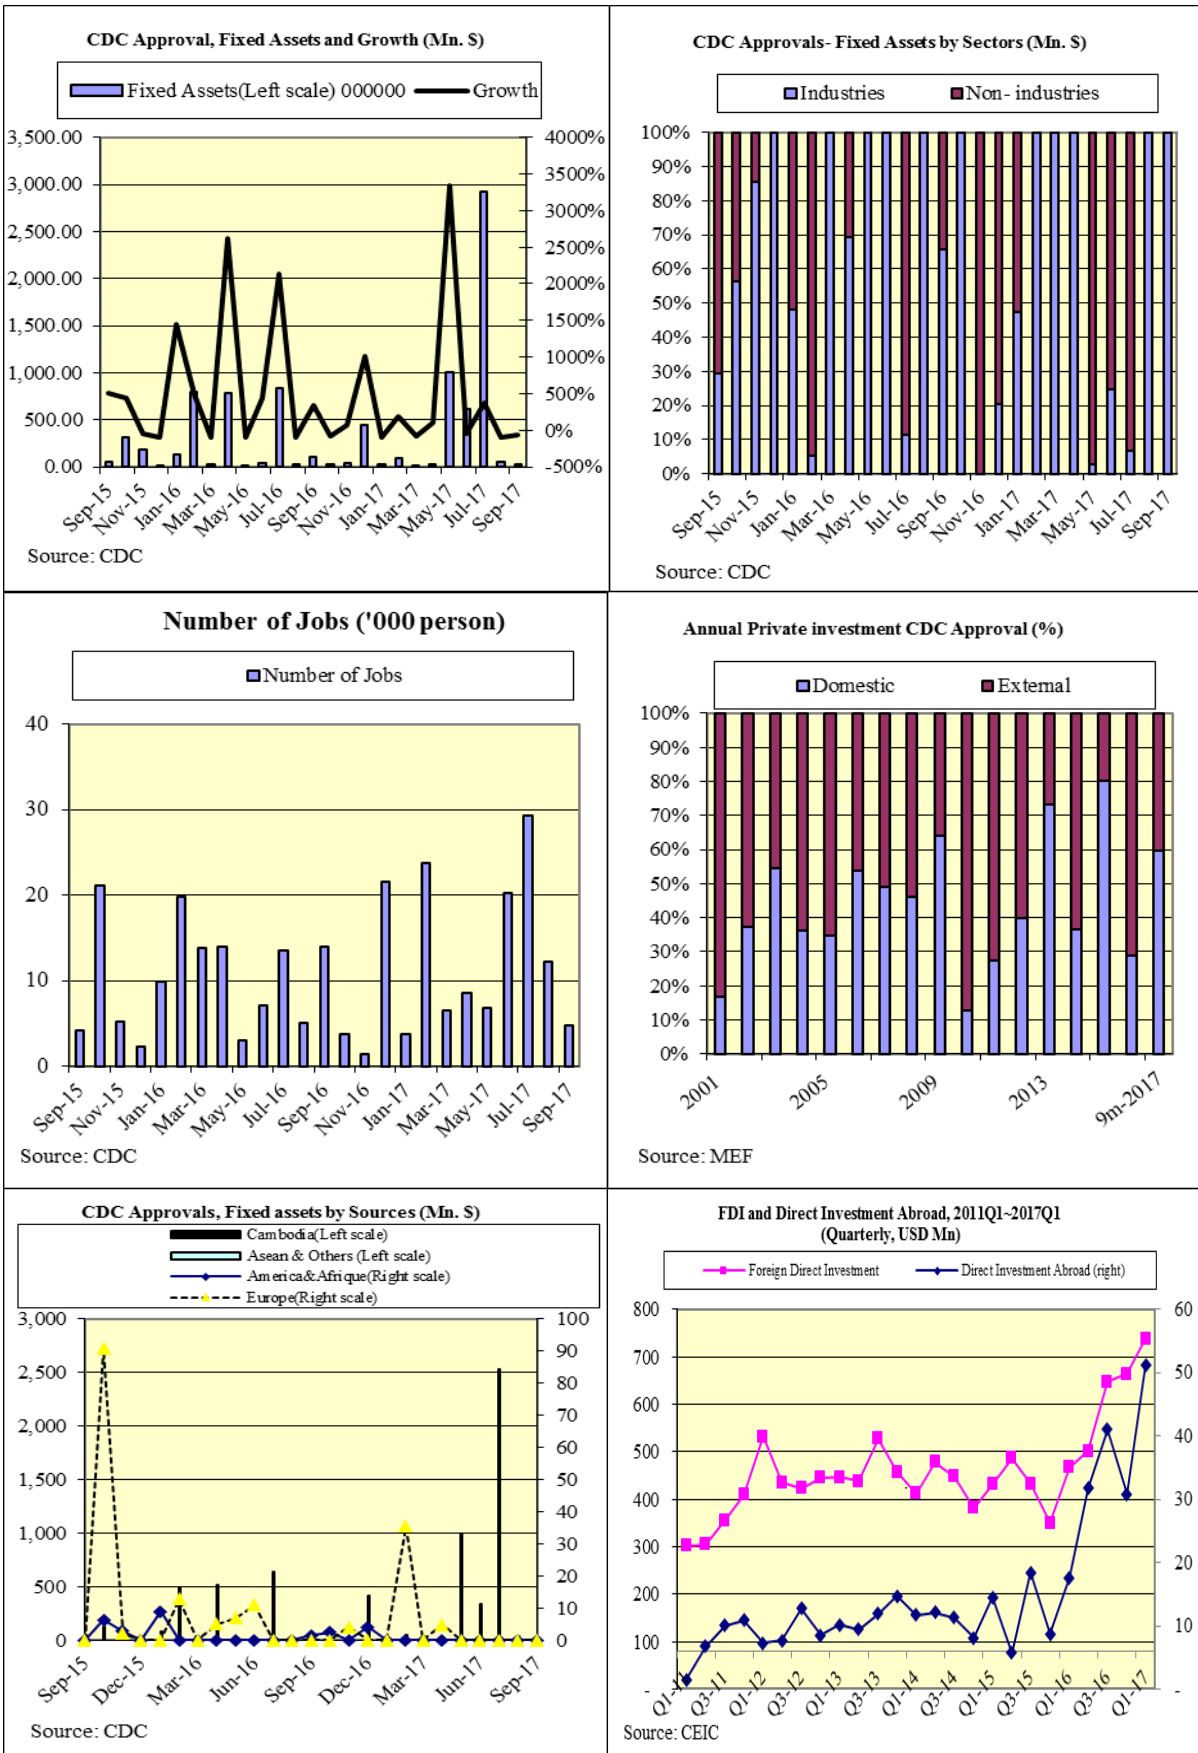 CDC Approval, Fixed Assets and Growth (Mn. $)
Fixed Assets(Left scale) 000000
Growth
3,500.00
3,000.00
2,500.00
2,000.00
1,500.00
1,000.00
500.00
0.00
4000%
3500%
3000%
2500%
2000%
1500%
1000%
500%
0%
-500%
Sep-15
Nov-15
Jan-16
Mar-16
May-16
Jul-16
Sep-16
Nov-16
Jan-17
Mar-17
May-17
Jul-17
Sep-17
Source: CDC
CDC Approvals- Fixed Assets by Sectors (Mn. $)
Industries
Non- industries
100%
90%
80%
70%
60%
50%
40%
30%
20%
10%
0%
Sep-15
Nov-15
Jan-16
Mar-16
May-16
Jul-16
Sep-16
Nov-16
Jan-17
Mar-17
May-17
Jul-17
Sep-17
Source: CDC
Number of Jobs ('000 person)
Number of Jobs
40
30
20
10
0
Sep-15
Nov-15
Jan-16
Mar-16
May-16
Jul-16
Sep-16
Nov-16
Jan-17
Mar-17
May-17
Jul-17
Sep-17
Source: CDC
Annual Private investment CDC Approval (%)
Domestic
External
100%
90%
80%
70%
60%
50%
40%
30%
20%
10%
0%
2001
2005
2009
2013
9m-2017
Source: MEF
CDC Approvals, Fixed assets by Sources (Mn. $)
Cambodia(Left scale)
Asean & Others (Left scale)
America&Afrique(Right scale)
Europe(Right scale)
3,000
2,500
2,000
1,500
1,000
500
0
100
90
80
70
60
50
40
30
20
10
0
Sep-15
Dec-15
Mar-16
Jun-16
Sep-16
Dec-16
Mar-17
Jun-17
Sep-17
Source: CDC
FDI and Direct Investment Abroad, 2011Q1~2017Q1
(Quarterly, USD Mn)
Foreign Direct Investment
Direct Investment Abroad (right)
800
700
600
500
400
300
200
100
-
60
50
40
30
20
10
-
Q1-11
Q3-11
Q1-12
Q3-12
Q1-13
Q3-13
Q1-14
Q3-14
Q1-15
Q3-15
Q1-16
Q3-16
Q1-17
Source: CEIC